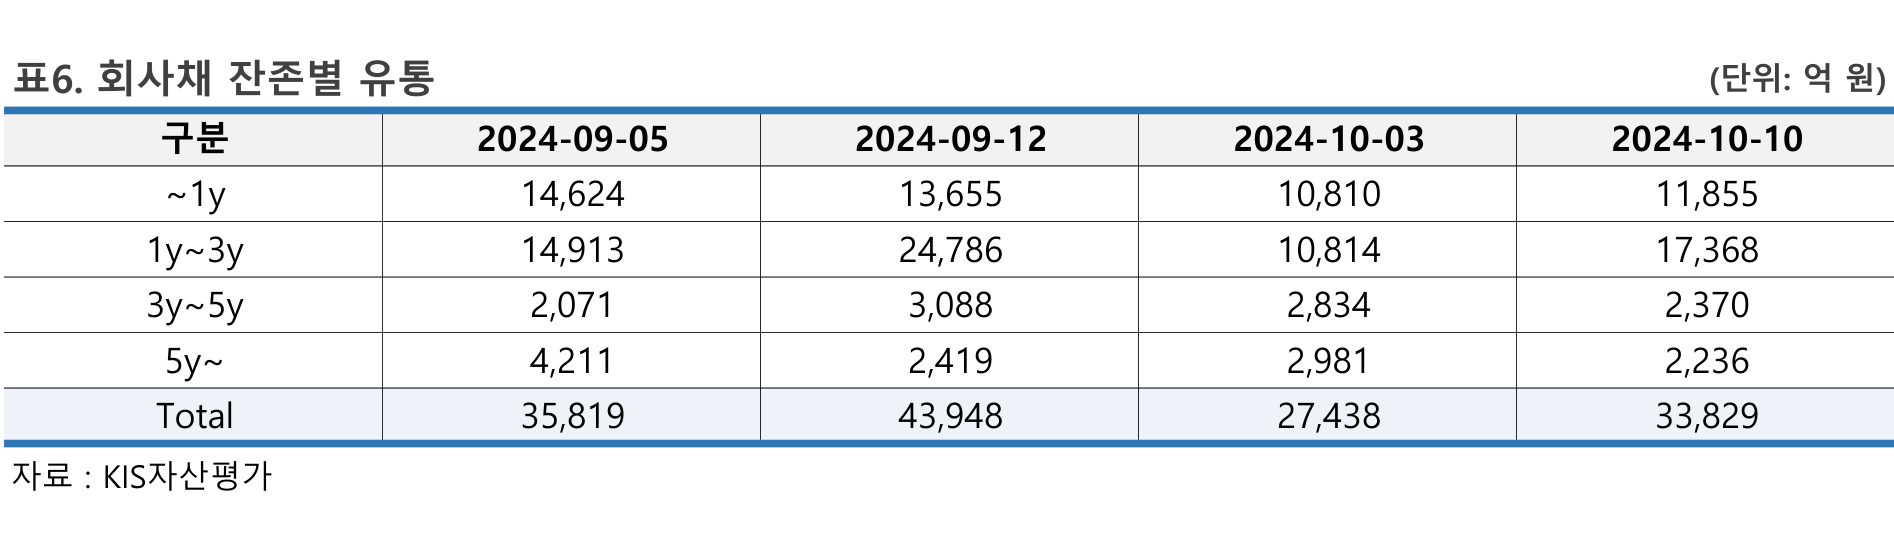 표6. 회사채 잔존별 유통 (단위: 억 원)
구분 2024-09-05 2024-09-12 2024-10-03 2024-10-10
~1y 14,624 13,655 10,810 11,855
1y~3y 14,913 24,786 10,814 17,368
3y~5y 2,071 3,088 2,834 2,370
5y~ 4,211 2,419 2,981 2,236
Total 35,819 43,948 27,438 33,829
자료 : KIS자산평가